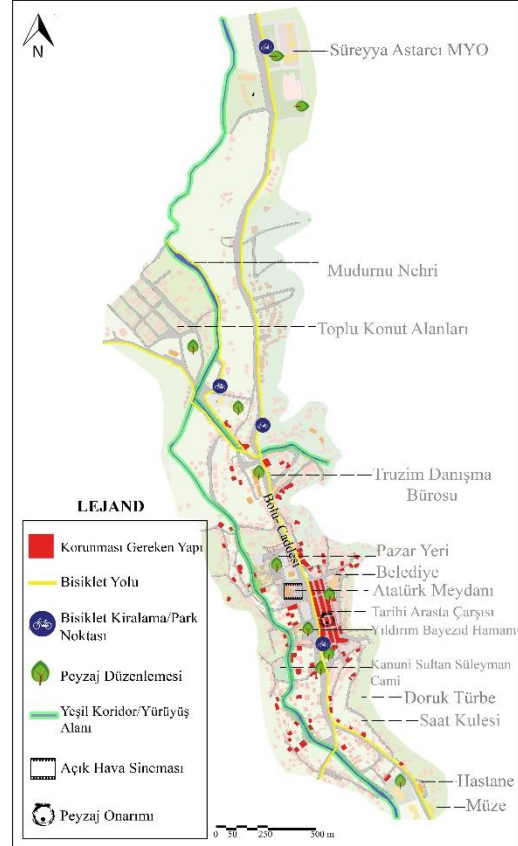 N
Süreyya Astarcı MYO
Mudurnu Nehri
Toplu Konut Alanları
Truzim Danışma
Bürosu
Bolu Caddesi
Pazar Yeri
Belediye
Atatürk Meydanı
Tarihi Arasta Çarşısı
Yıldırım Bayezid Hamamı
Kanuni Sultan Süleyman
Cami
Doruk Türbe
Saat Kulesi
Hastane
Müze
LEJAND
Korunması Gereken Yapı
Bisiklet Yolu
Bisiklet Kiralama/Park
Noktası
Peyzaj Düzenlemesi
Yeşil Koridor/Yürüyüş
Alanı
Açık Hava Sineması
Peyzaj Onarımı
0 50 250 500 m